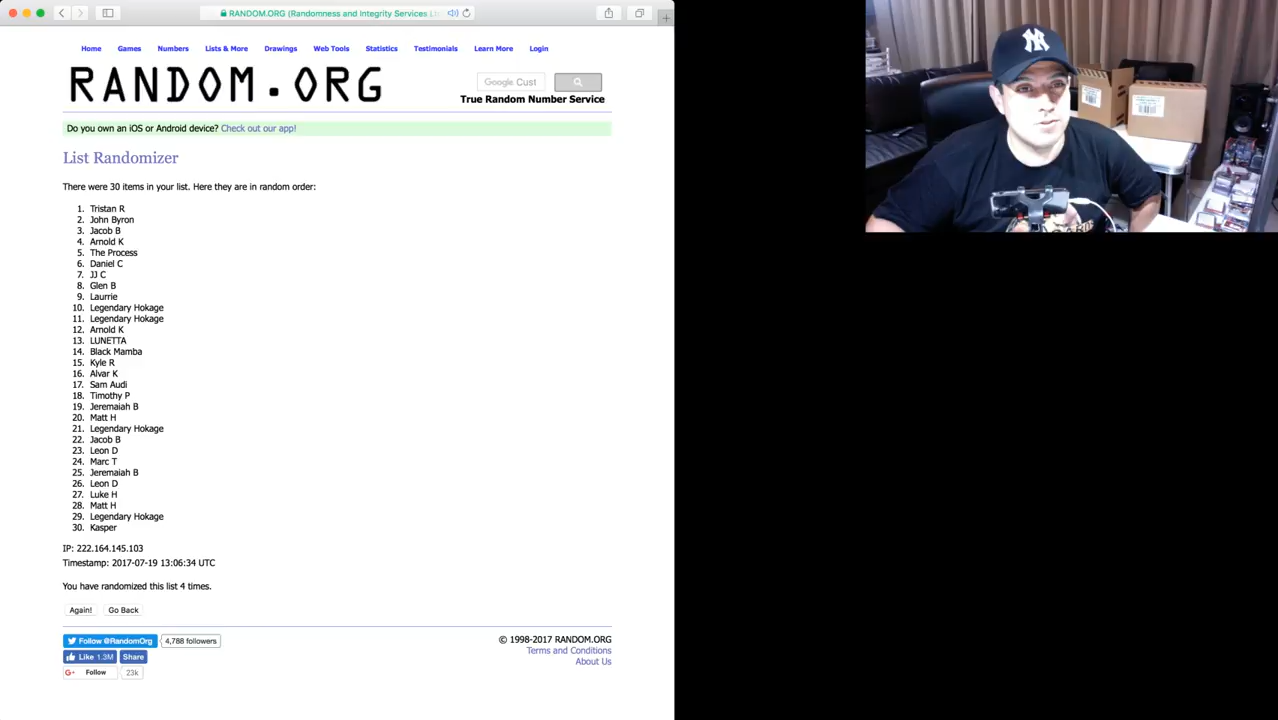 RANDOM.ORG (Randomness and Integrity Services
Home Games Numbers Lists & More Drawings Web Tools Statistics Testimonials Learn More Login
RANDOM.ORG
Google Cust
True Random Number Service
Do you own an iOS or Android device? Check out our app!
List Randomizer
There were 30 items in your list. Here they are in random order:
1. Tristan R
2. John Byron
3. Jacob B
4. Arnold K
5. The Process
6. Daniel C
7. JJ C
8. Glen B
9. Laurrie
10. Legendary Hokage
11. Legendary Hokage
12. Arnold K
13. LUNETTA
14. Black Mamba
15. Kyle R
16. Alvar K
17. Sam Audi
18. Timothy P
19. Jeremaiah B
20. Matt H
21. Legendary Hokage
22. Jacob B
23. Leon D
24. Marc T
25. Jeremaiah B
26. Leon D
27. Luke H
28. Matt H
29. Legendary Hokage
30. Kasper
IP: 222.164.145.103
Timestamp: 2017-07-19 13:06:34 UTC
You have randomized this list 4 times.
Again! Go Back
Follow @RandomOrg 4,788 followers
Like 1.3M Share
G+ Follow 23k
© 1998-2017 RANDOM.ORG
Terms and Conditions
About Us